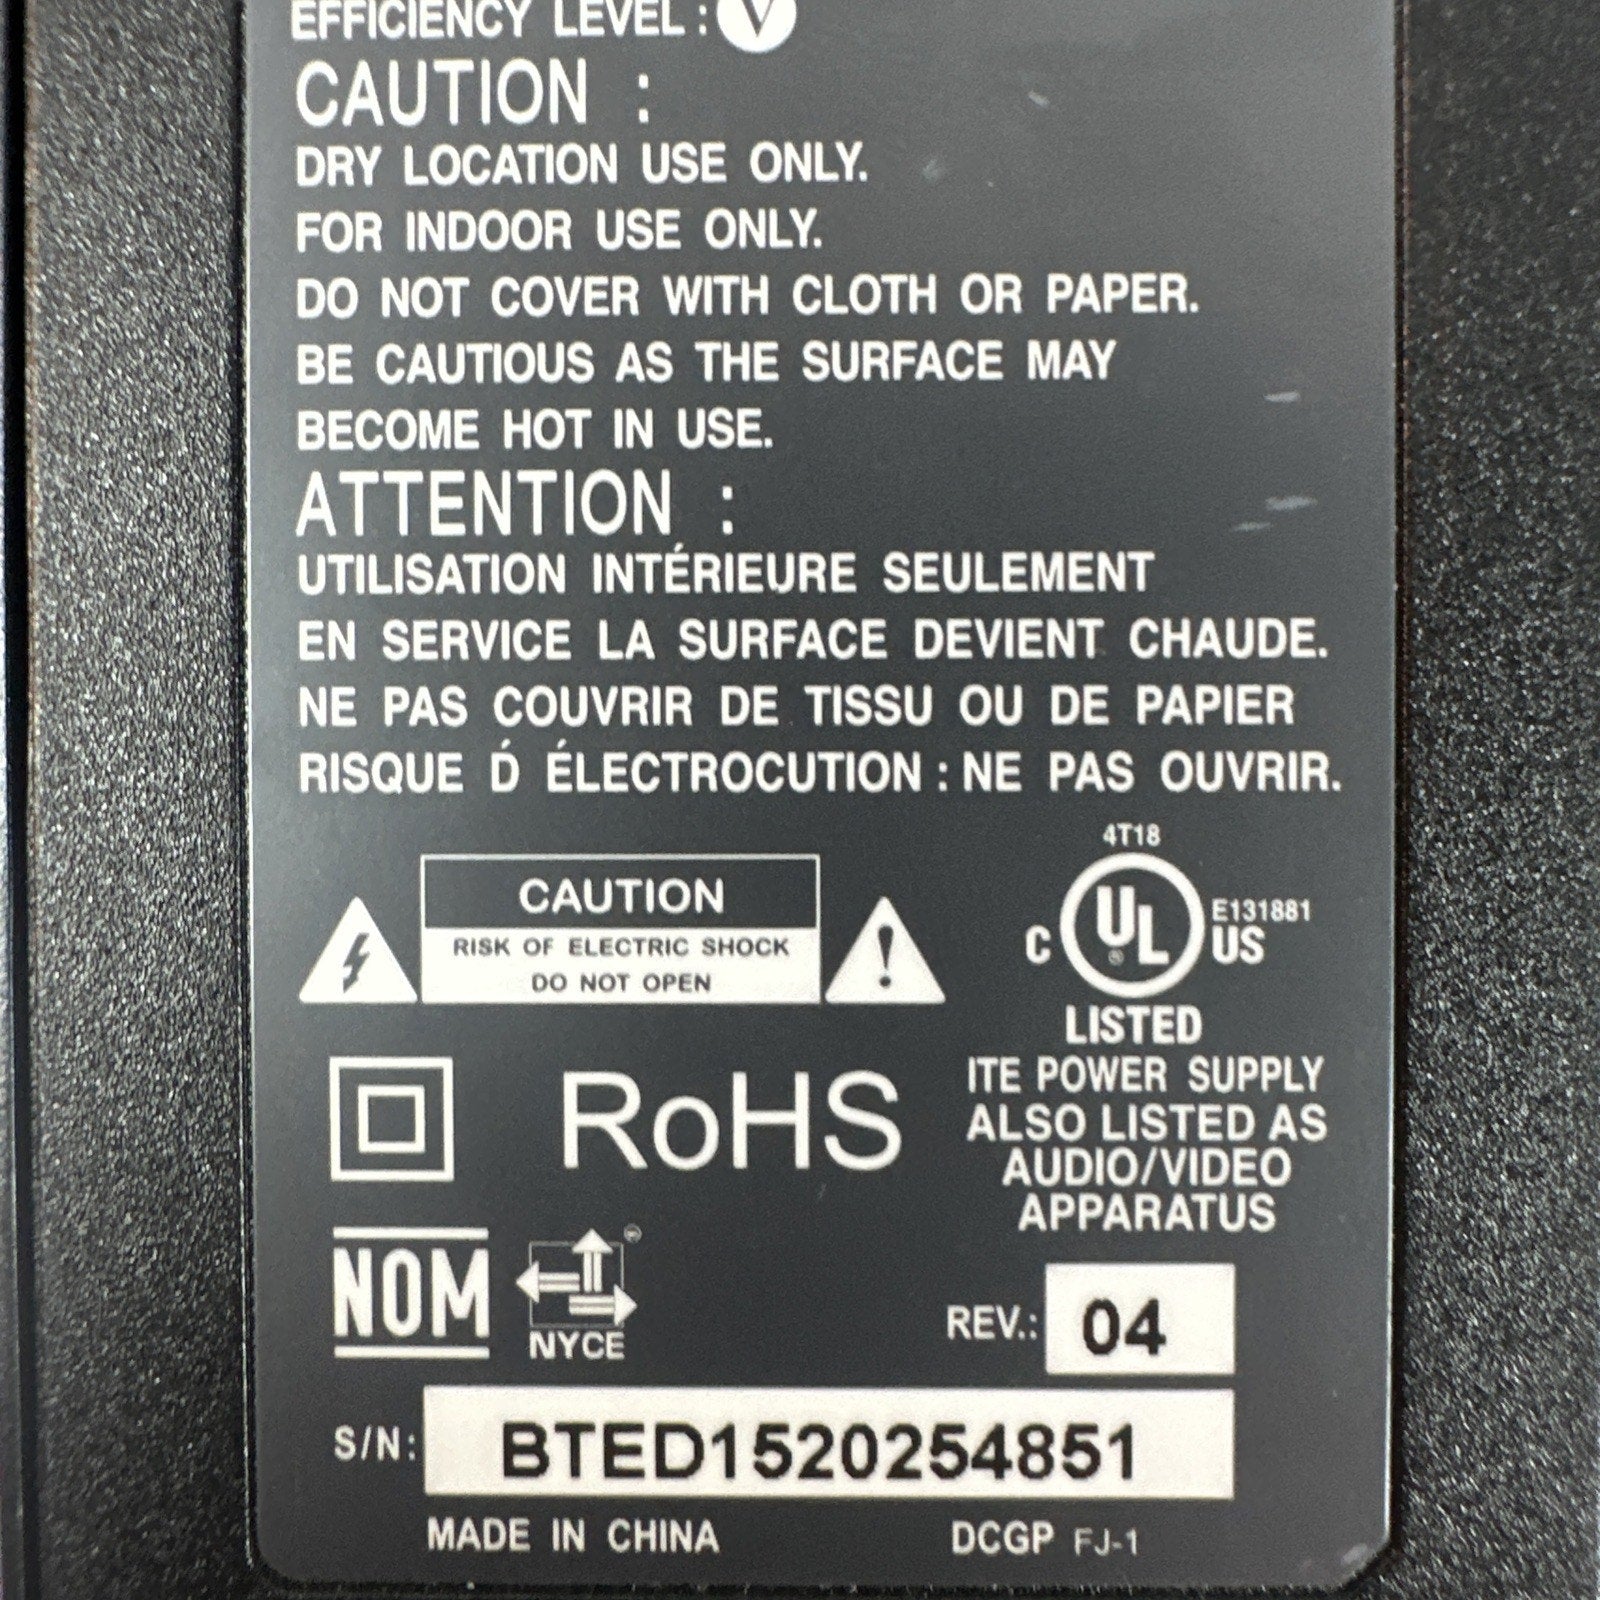 EFFICIENCY LEVEL : V
CAUTION :
DRY LOCATION USE ONLY.
FOR INDOOR USE ONLY.
DO NOT COVER WITH CLOTH OR PAPER.
BE CAUTIOUS AS THE SURFACE MAY
BECOME HOT IN USE.
ATTENTION :
UTILISATION INTÉRIEURE SEULEMENT
EN SERVICE LA SURFACE DEVIENT CHAUDE.
NE PAS COUVRIR DE TISSU OU DE PAPIER
RISQUE D́ ÉLECTROCUTION : NE PAS OUVRIR.
CAUTION
RISK OF ELECTRIC SHOCK
DO NOT OPEN
4T18
C UL ® US
E131881
LISTED
ITE POWER SUPPLY
ALSO LISTED AS
AUDIO/VIDEO
APPARATUS
RoHS
NOM
NYCE
REV.: 04
S/N: BTED1520254851
MADE IN CHINA
DCGP FJ-1